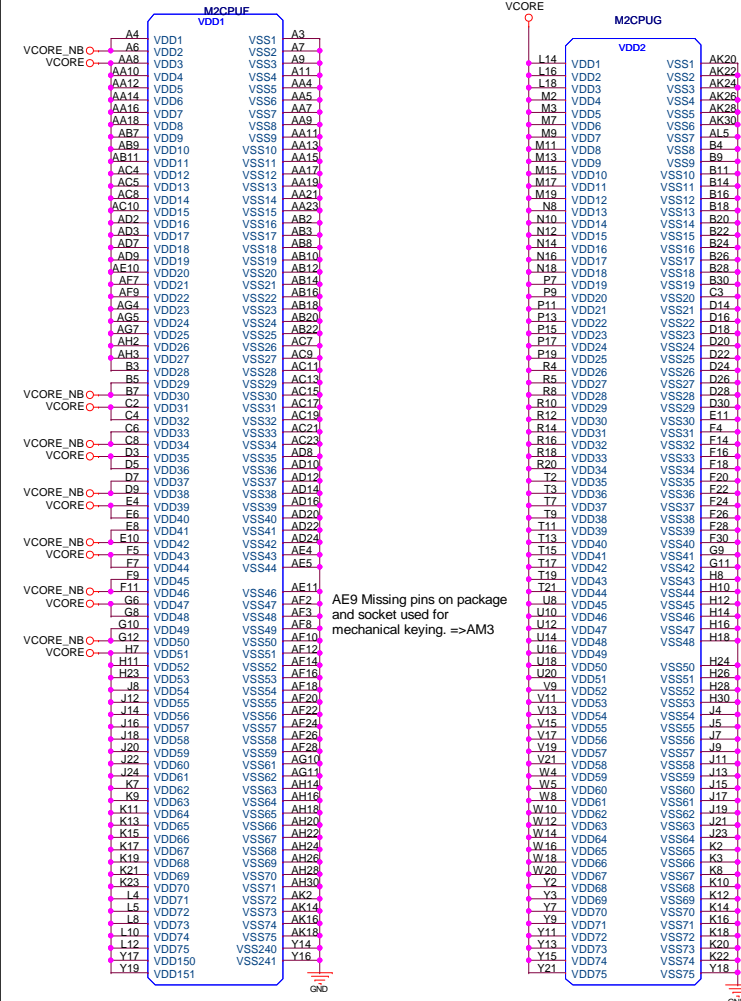 M2CPUF
VDD1
VCORE_NB
VCORE
VCORE_NB
VCORE
VCORE_NB
VCORE
VCORE_NB
VCORE
VCORE_NB
VCORE
VCORE_NB
VCORE
VCORE_NB
VCORE
A4 VDD1 VSS1 A3
A6 VDD2 VSS2 A7
AA8 VDD3 VSS3 A9
AA10 VDD4 VSS4 A11
AA12 VDD5 VSS5 AA4
AA14 VDD6 VSS6 AA5
AA16 VDD7 VSS7 AA7
AA18 VDD8 VSS8 AA9
AB7 VDD9 VSS9 AA11
AB9 VDD10 VSS10 AA13
AB11 VDD11 VSS11 AA15
AC4 VDD12 VSS12 AA17
AC5 VDD13 VSS13 AA19
AC8 VDD14 VSS14 AA21
AC10 VDD15 VSS15 AA23
AD2 VDD16 VSS16 AB2
AD3 VDD17 VSS17 AB3
AD7 VDD18 VSS18 AB8
AD9 VDD19 VSS19 AB10
AE10 VDD20 VSS20 AB12
AF7 VDD21 VSS21 AB14
AF9 VDD22 VSS22 AB16
AG4 VDD23 VSS23 AB18
AG5 VDD24 VSS24 AB20
AG7 VDD25 VSS25 AB22
AH2 VDD26 VSS26 AC7
AH3 VDD27 VSS27 AC9
B3 VDD28 VSS28 AC11
B5 VDD29 VSS29 AC13
B7 VDD30 VSS30 AC15
C2 VDD31 VSS31 AC17
C4 VDD32 VSS32 AC19
C6 VDD33 VSS33 AC21
C8 VDD34 VSS34 AC23
D3 VDD35 VSS35 AD8
D5 VDD36 VSS36 AD10
D7 VDD37 VSS37 AD12
D9 VDD38 VSS38 AD14
E4 VDD39 VSS39 AD16
E6 VDD40 VSS40 AD20
E8 VDD41 VSS41 AD22
E10 VDD42 VSS42 AD24
F5 VDD43 VSS43 AE4
F7 VDD44 VSS44 AE5
F9 VDD45
F11 VDD46 VSS46 AE11
G6 VDD47 VSS47 AF2
G8 VDD48 VSS48 AF3
G10 VDD49 VSS49 AF8
G12 VDD50 VSS50 AF10
H7 VDD51 VSS51 AF12
H11 VDD52 VSS52 AF14
H23 VDD53 VSS53 AF16
J8 VDD54 VSS54 AF18
J12 VDD55 VSS55 AF20
J14 VDD56 VSS56 AF22
J16 VDD57 VSS57 AF24
J18 VDD58 VSS58 AF26
J20 VDD59 VSS59 AF28
J22 VDD60 VSS61 AG10
J24 VDD61 VSS62 AG11
K7 VDD62 VSS63 AH14
K9 VDD63 VSS64 AH16
K11 VDD64 VSS65 AH18
K13 VDD65 VSS66 AH20
K15 VDD66 VSS67 AH22
K17 VDD67 VSS68 AH24
K19 VDD68 VSS69 AH26
K21 VDD69 VSS70 AH28
K23 VDD70 VSS71 AH30
L4 VDD71 VSS72 AK2
L5 VDD72 VSS73 AK14
L8 VDD73 VSS74 AK16
L10 VDD74 VSS75 AK18
L12 VDD75 VSS240 Y14
Y17 VDD150 VSS241 Y16
Y19 VDD151
GND
AE9 Missing pins on package
and socket used for
mechanical keying. =>AM3
VCORE
M2CPUG
VDD2
L14 VDD1 VSS1 AK20
L16 VDD2 VSS2 AK22
L18 VDD3 VSS3 AK24
M2 VDD4 VSS4 AK26
M3 VDD5 VSS5 AK28
M7 VDD6 VSS6 AK30
M9 VDD7 VSS7 AL5
M11 VDD8 VSS8 B4
M13 VDD9 VSS9 B9
M15 VDD10 VSS10 B11
M17 VDD11 VSS11 B14
M19 VDD12 VSS12 B16
N8 VDD13 VSS13 B18
N10 VDD14 VSS14 B20
N12 VDD15 VSS15 B22
N14 VDD16 VSS16 B24
N16 VDD17 VSS17 B26
N18 VDD18 VSS18 B28
P7 VDD19 VSS19 B30
P9 VDD20 VSS20 C3
P11 VDD21 VSS21 D14
P13 VDD22 VSS22 D16
P15 VDD23 VSS23 D18
P17 VDD24 VSS24 D20
P19 VDD25 VSS25 D22
R4 VDD26 VSS26 D24
R5 VDD27 VSS27 D26
R8 VDD28 VSS28 D28
R10 VDD29 VSS29 D30
R12 VDD30 VSS30 E11
R14 VDD31 VSS31 F4
R16 VDD32 VSS32 F14
R18 VDD33 VSS33 F16
R20 VDD34 VSS34 F18
T2 VDD35 VSS35 F20
T3 VDD36 VSS36 F22
T7 VDD37 VSS37 F24
T9 VDD38 VSS38 F26
T11 VDD39 VSS39 F28
T13 VDD40 VSS40 F30
T15 VDD41 VSS41 G9
T17 VDD42 VSS42 G11
T19 VDD43 VSS43 H8
T21 VDD44 VSS44 H10
U8 VDD45 VSS45 H12
U10 VDD46 VSS46 H14
U12 VDD47 VSS47 H16
U14 VDD48 VSS48 H18
U16 VDD49
U18 VDD50 VSS50 H24
U20 VDD51 VSS51 H26
V9 VDD52 VSS52 H28
V11 VDD53 VSS53 H30
V13 VDD54 VSS54 J4
V15 VDD55 VSS55 J5
V17 VDD56 VSS56 J7
V19 VDD57 VSS57 J9
V21 VDD58 VSS58 J11
W4 VDD59 VSS59 J13
W5 VDD60 VSS60 J15
W8 VDD61 VSS61 J17
W10 VDD62 VSS62 J19
W12 VDD63 VSS63 J21
W14 VDD64 VSS64 J23
W16 VDD65 VSS65 K2
W18 VDD66 VSS66 K3
W20 VDD67 VSS67 K8
Y2 VDD68 VSS68 K10
Y3 VDD69 VSS69 K12
Y7 VDD70 VSS70 K14
Y9 VDD71 VSS71 K16
Y11 VDD72 VSS72 K18
Y13 VDD73 VSS73 K20
Y15 VDD74 VSS74 K22
Y21 VDD75 VSS75 Y18